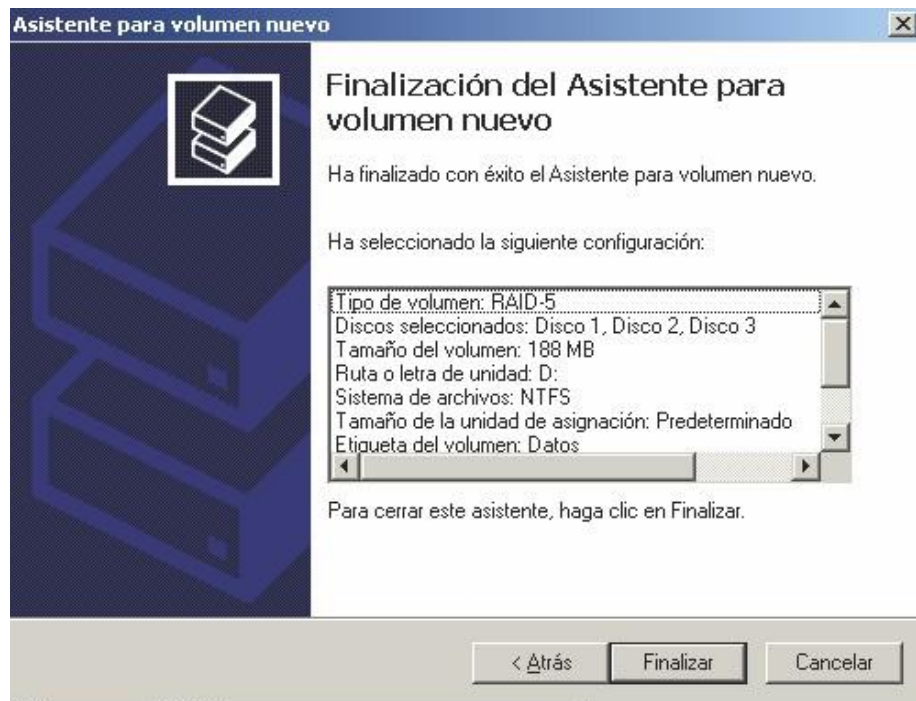 Asistente para volumen nuevo
Finalización del Asistente para
volumen nuevo
Ha finalizado con éxito el Asistente para volumen nuevo.
Ha seleccionado la siguiente configuración:
Tipo de volumen: RAID-5
Discos seleccionados: Disco 1, Disco 2, Disco 3
Tamaño del volumen: 188 MB
Ruta o letra de unidad: D:
Sistema de archivos: NTFS
Tamaño de la unidad de asignación: Predeterminado
Etiqueta del volumen: Datos
Para cerrar este asistente, haga clic en Finalizar.
< Atrás Finalizar Cancelar